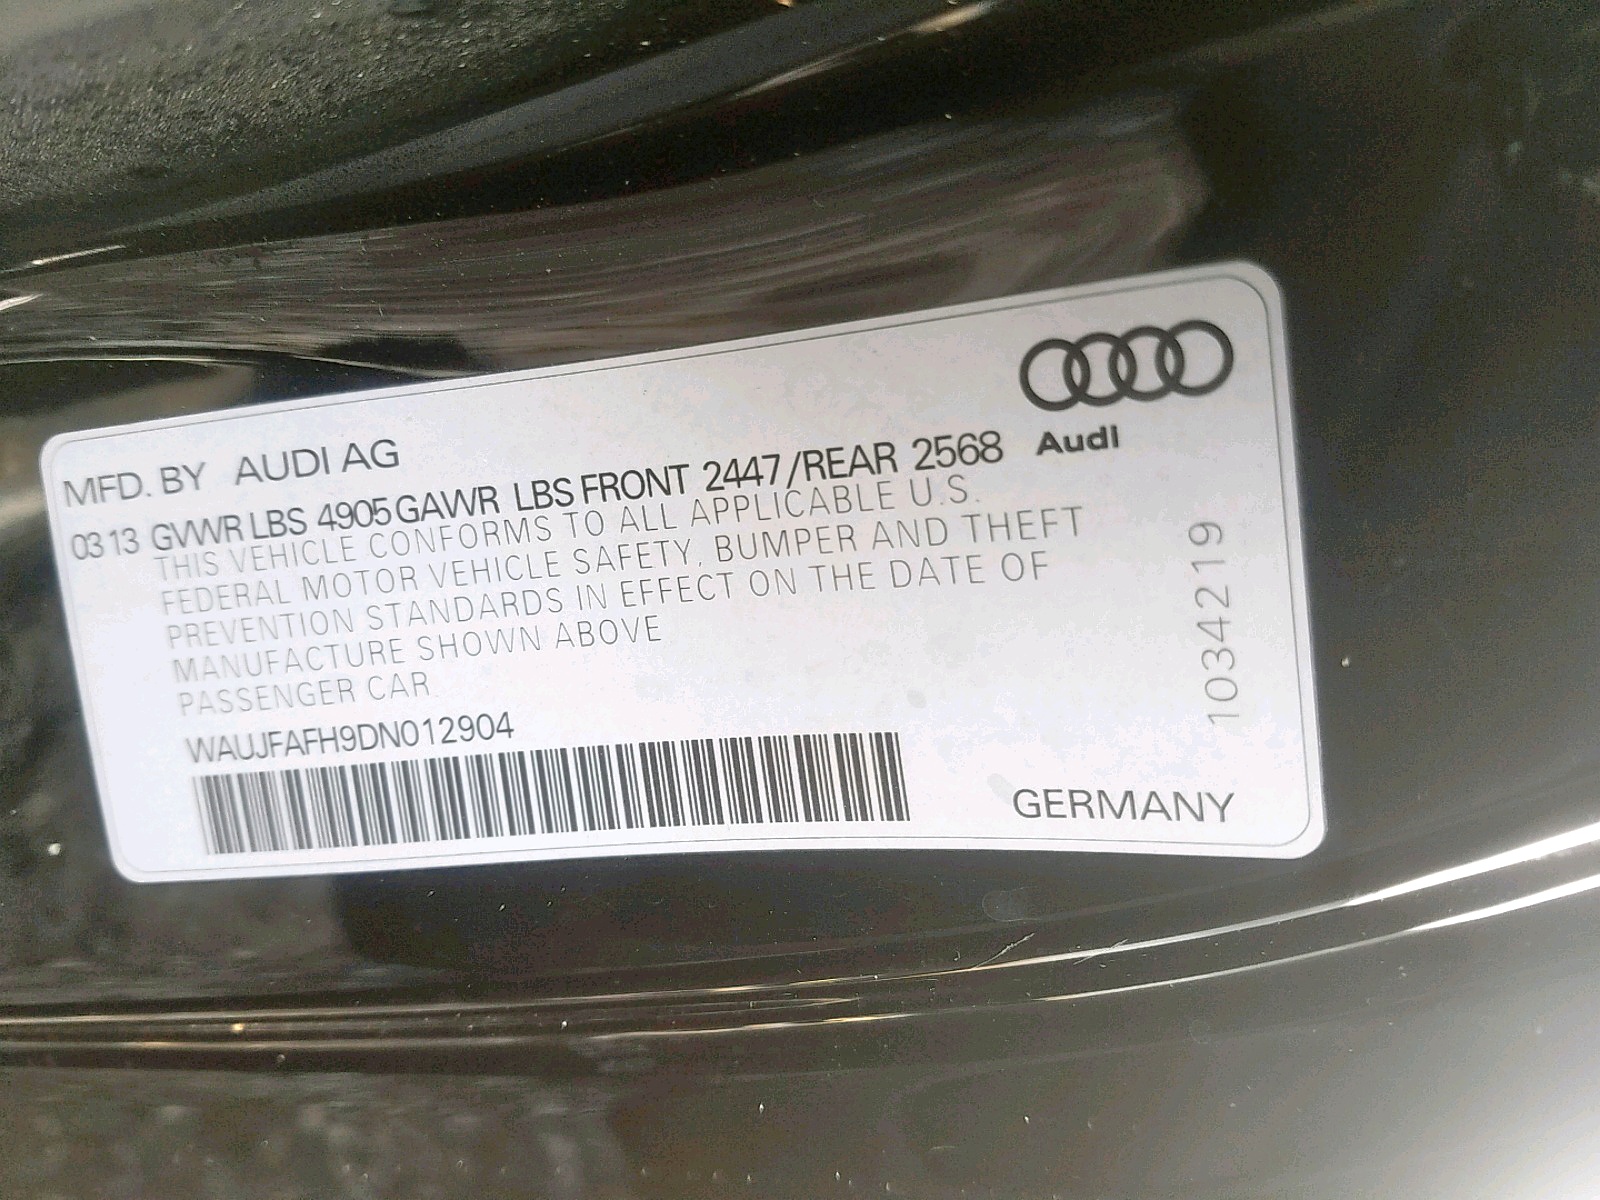 MFD. BY AUDI AG
0313 GVWR LBS 4905 GAWR LBS FRONT 2447/REAR 2568
THIS VEHICLE CONFORMS TO ALL APPLICABLE U.S.
FEDERAL MOTOR VEHICLE SAFETY, BUMPER AND THEFT
PREVENTION STANDARDS IN EFFECT ON THE DATE OF
MANUFACTURE SHOWN ABOVE
PASSENGER CAR
WAUJFAFH9DN012904
Audi
1034219
GERMANY